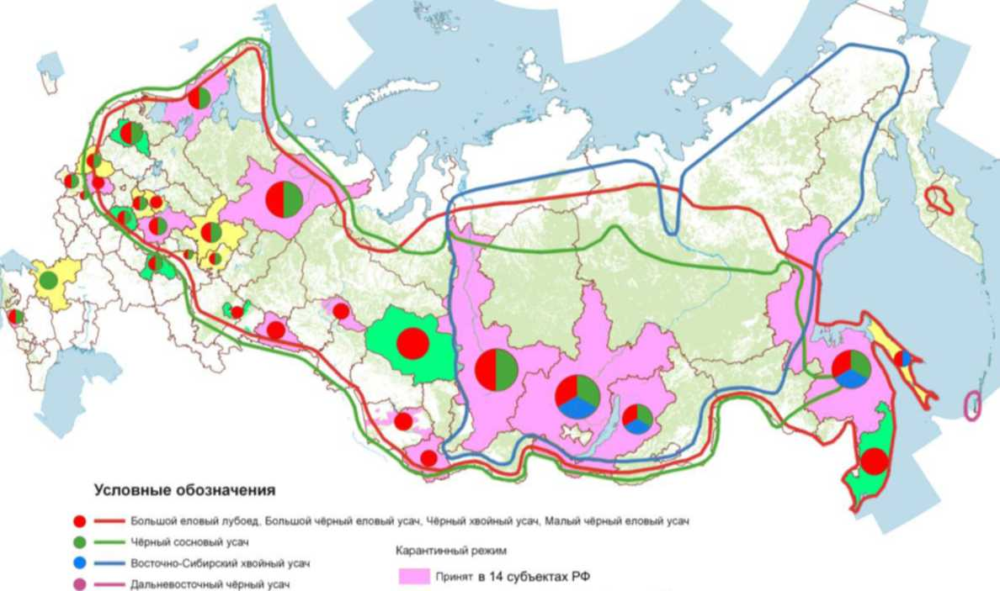 Условные обозначения
Большой еловый лубоед, Большой чёрный еловый усач, Чёрный хвойный усач, Малый чёрный еловый усач
Чёрный сосновый усач
Восточно-Сибирский хвойный усач
Дальневосточный чёрный усач
Карантинный режим
Принят в 14 субъектах РФ